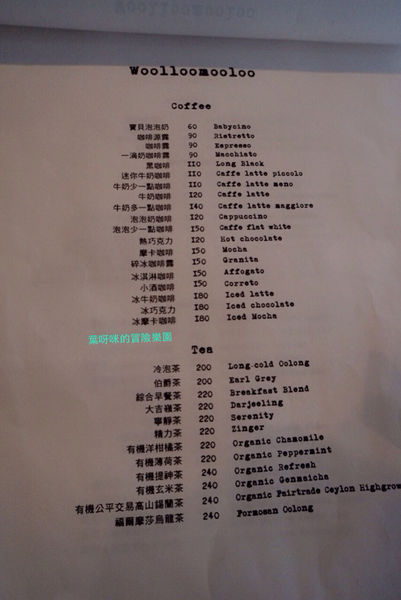 Woolloomooloo
Coffee
寶貝泡泡奶 60 Babycino
咖啡源露 90 Ristretto
咖啡露 90 Espresso
一滴奶咖啡露 90 Macchiato
黑咖啡 110 Long Black
迷你牛奶咖啡 110 Caffe latte piccolo
牛奶少一點咖啡 110 Caffe latte meno
牛奶咖啡 120 Caffe latte
牛奶多一點咖啡 140 Caffe latte maggiore
泡泡奶咖啡 120 Cappuccino
泡泡少一點咖啡 150 Caffe flat white
熱巧克力 120 Hot chocolate
摩卡咖啡 150 Mocha
碎冰咖啡露 150 Granita
冰淇淋咖啡 150 Affogato
小酒咖啡 150 Correto
冰牛奶咖啡 180 Iced latte
冰巧克力 180 Iced chocolate
冰摩卡咖啡 180 Iced Mocha
葉呀咪的冒險樂園
Tea
冷泡茶 200 Long-cold Oolong
伯爵茶 200 Earl Grey
綜合早餐茶 220 Breakfast Blend
大吉嶺茶 220 Darjeeling
寧靜茶 220 Serenity
精力茶 220 Zinger
有機洋柑橘茶 220 Organic Chamomile
有機薄荷茶 220 Organic Peppermint
有機提神茶 240 Organic Refresh
有機玄米茶 240 Organic Genmaicha
有機公平交易高山錫蘭茶 240 Organic Fairtrade Ceylon Highgrow
福爾摩莎烏龍茶 240 Formosan Oolong